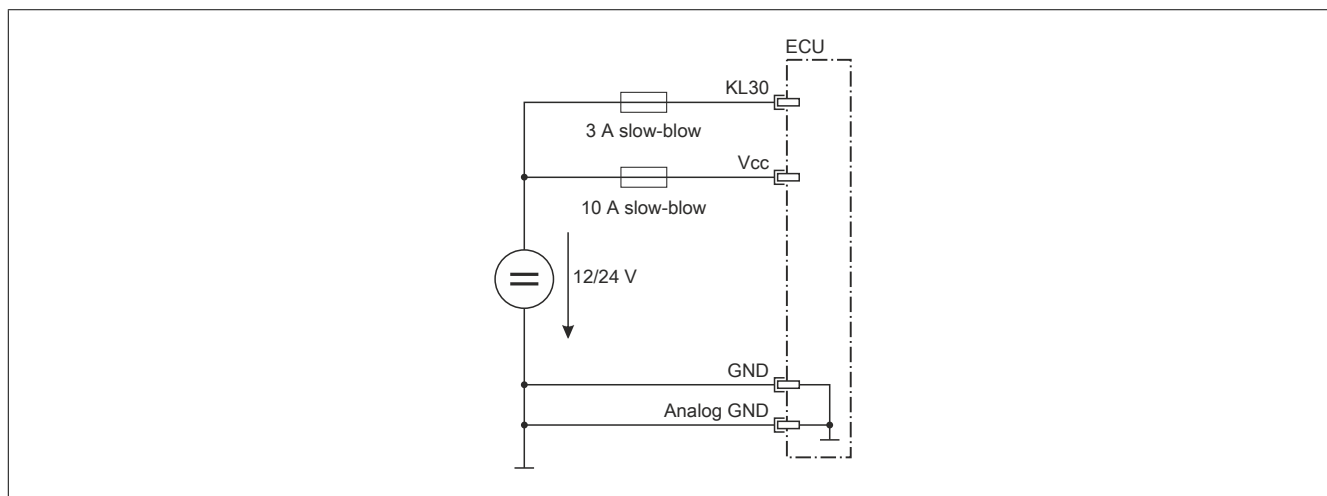 ECU
KL30
3 A slow-blow
Vcc
10 A slow-blow
12/24 V
GND
Analog GND